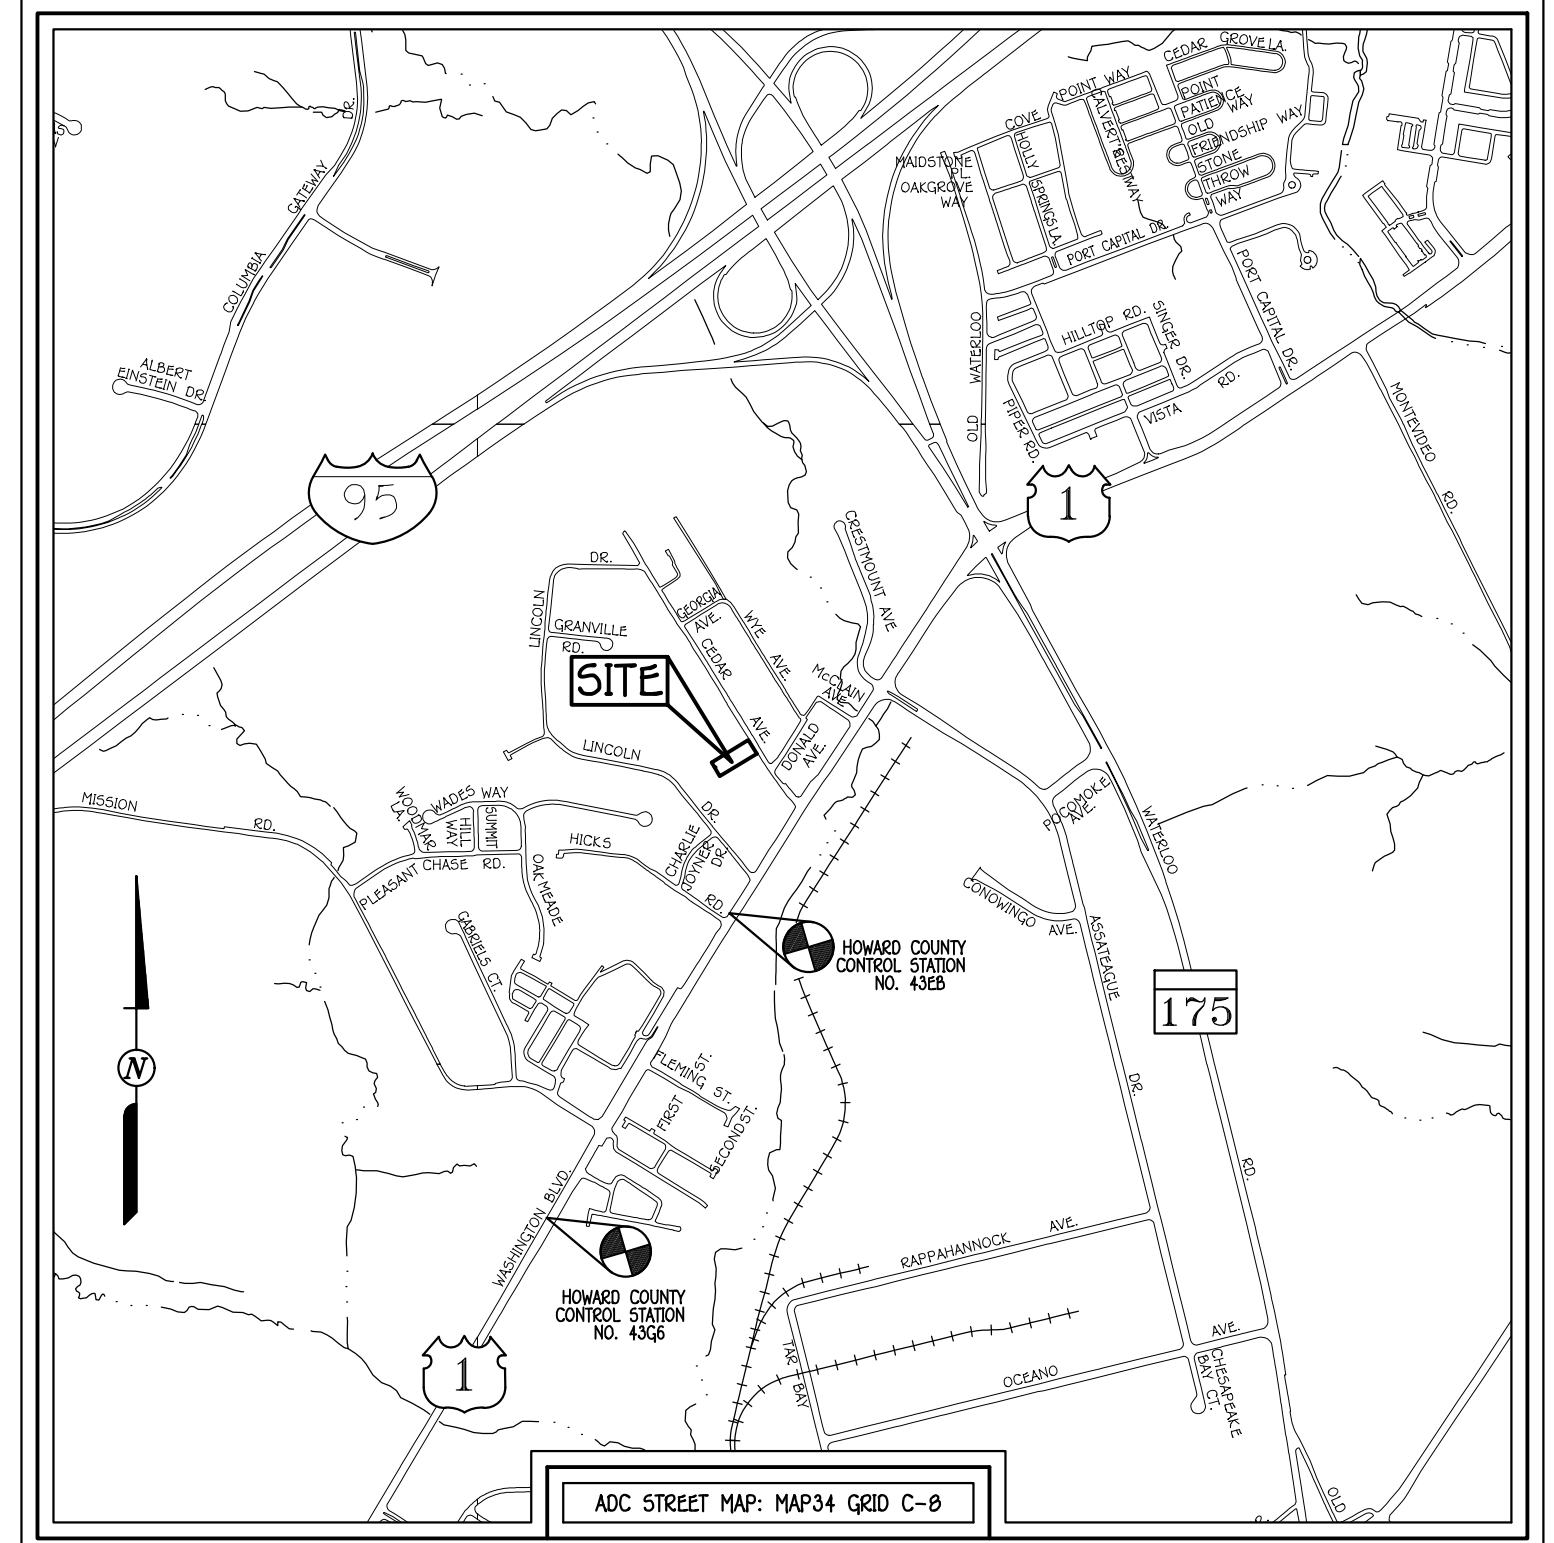 CEDAR GROVE LA.
POINT WAY
POINT
PATIENCE
WAY
DR.
COVE
CALVERT'S
BEST WAY
OLD
FRIENDSHIP WAY
HOLLY
SPRINGS LA.
STONE
THROW
WAY
MAIDSTONE
PL.
OAKGROVE
WAY
GATEWAY
COLUMBIA
PORT CAPITAL DR.
PORT CAPITAL DR.
OLD WATERLOO
HILLTOP RD.
SINGER DR.
ALBERT
EINSTEIN DR.
PIPER RD.
VISTA RD.
MONTEVIDEO RD.
95
1
CRESTMOUNT AVE
DR.
LINCOLN
GEORGIA
AVE.
WYE AVE.
GRANVILLE
RD.
CEDAR AVE.
SITE
McCLAIN
AVE
DONALD
AVE.
LINCOLN DR.
MISSION RD.
WOODMAR
LA.
WADES WAY
HILL
WAY
SUMMIT
HICKS RD.
CHARLIE
JOYNER
DR.
POCOMOKE
AVE.
WATERLOO RD.
PLEASANT CHASE RD.
OAKMEADE
CONOWINGO AVE.
GABRIELS CT.
ASSATEAGUE DR.
HOWARD COUNTY
CONTROL STATION
NO. 43EB
175
N
FLEMING ST.
FIRST ST.
SECOND ST.
WASHINGTON BLVD.
RAPPAHANNOCK AVE.
HOWARD COUNTY
CONTROL STATION
NO. 43G6
1
TAR BAY
OCEANO AVE.
CHESAPEAKE
BAY CT.
OLD
ADC STREET MAP: MAP34 GRID C-8